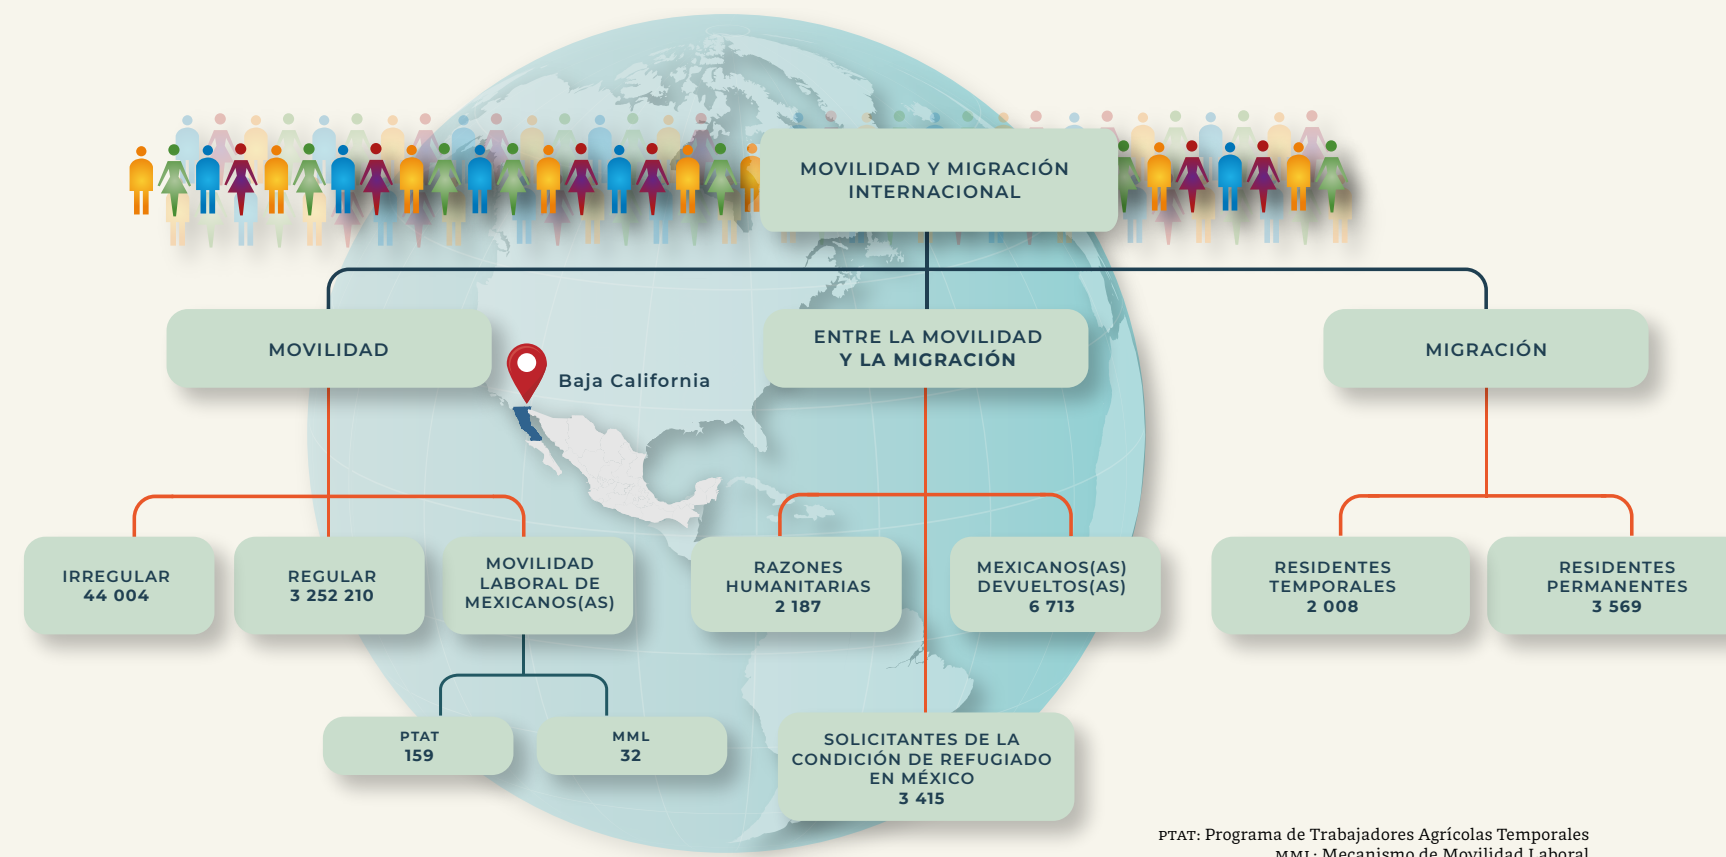 MOVILIDAD Y MIGRACIÓN
INTERNACIONAL
MOVILIDAD
ENTRE LA MOVILIDAD
Y LA MIGRACIÓN
MIGRACIÓN
Baja California
IRREGULAR
44 004
REGULAR
3 252 210
MOVILIDAD
LABORAL DE
MEXICANOS(AS)
RAZONES
HUMANITARIAS
2 187
MEXICANOS(AS)
DEVUELTOS(AS)
6 713
RESIDENTES
TEMPORALES
2 008
RESIDENTES
PERMANENTES
3 569
PTAT
159
MML
32
SOLICITANTES DE LA
CONDICIÓN DE REFUGIADO
EN MÉXICO
3 415
PTAT: Programa de Trabajadores Agrícolas Temporales
MML: Mecanismo de Movilidad Laboral